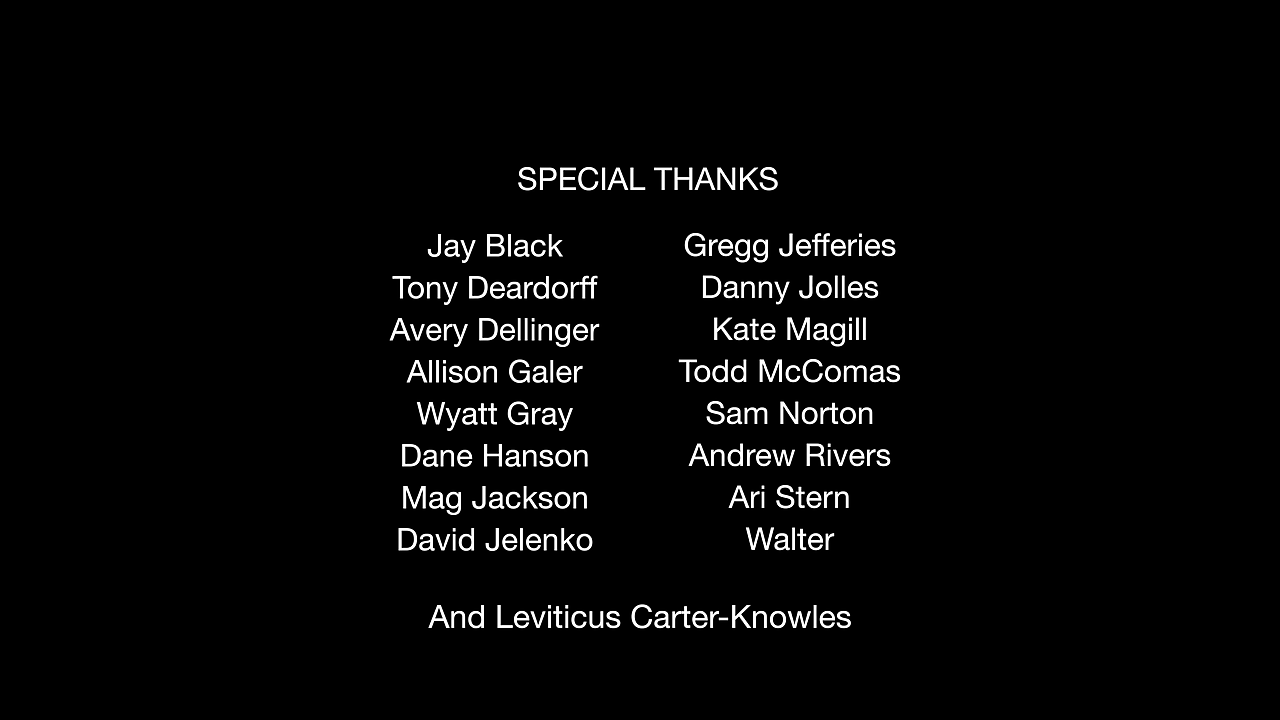 SPECIAL THANKS
Jay Black
Tony Deardorff
Avery Dellinger
Allison Galer
Wyatt Gray
Dane Hanson
Mag Jackson
David Jelenko
Gregg Jefferies
Danny Jolles
Kate Magill
Todd McComas
Sam Norton
Andrew Rivers
Ari Stern
Walter
And Leviticus Carter-Knowles